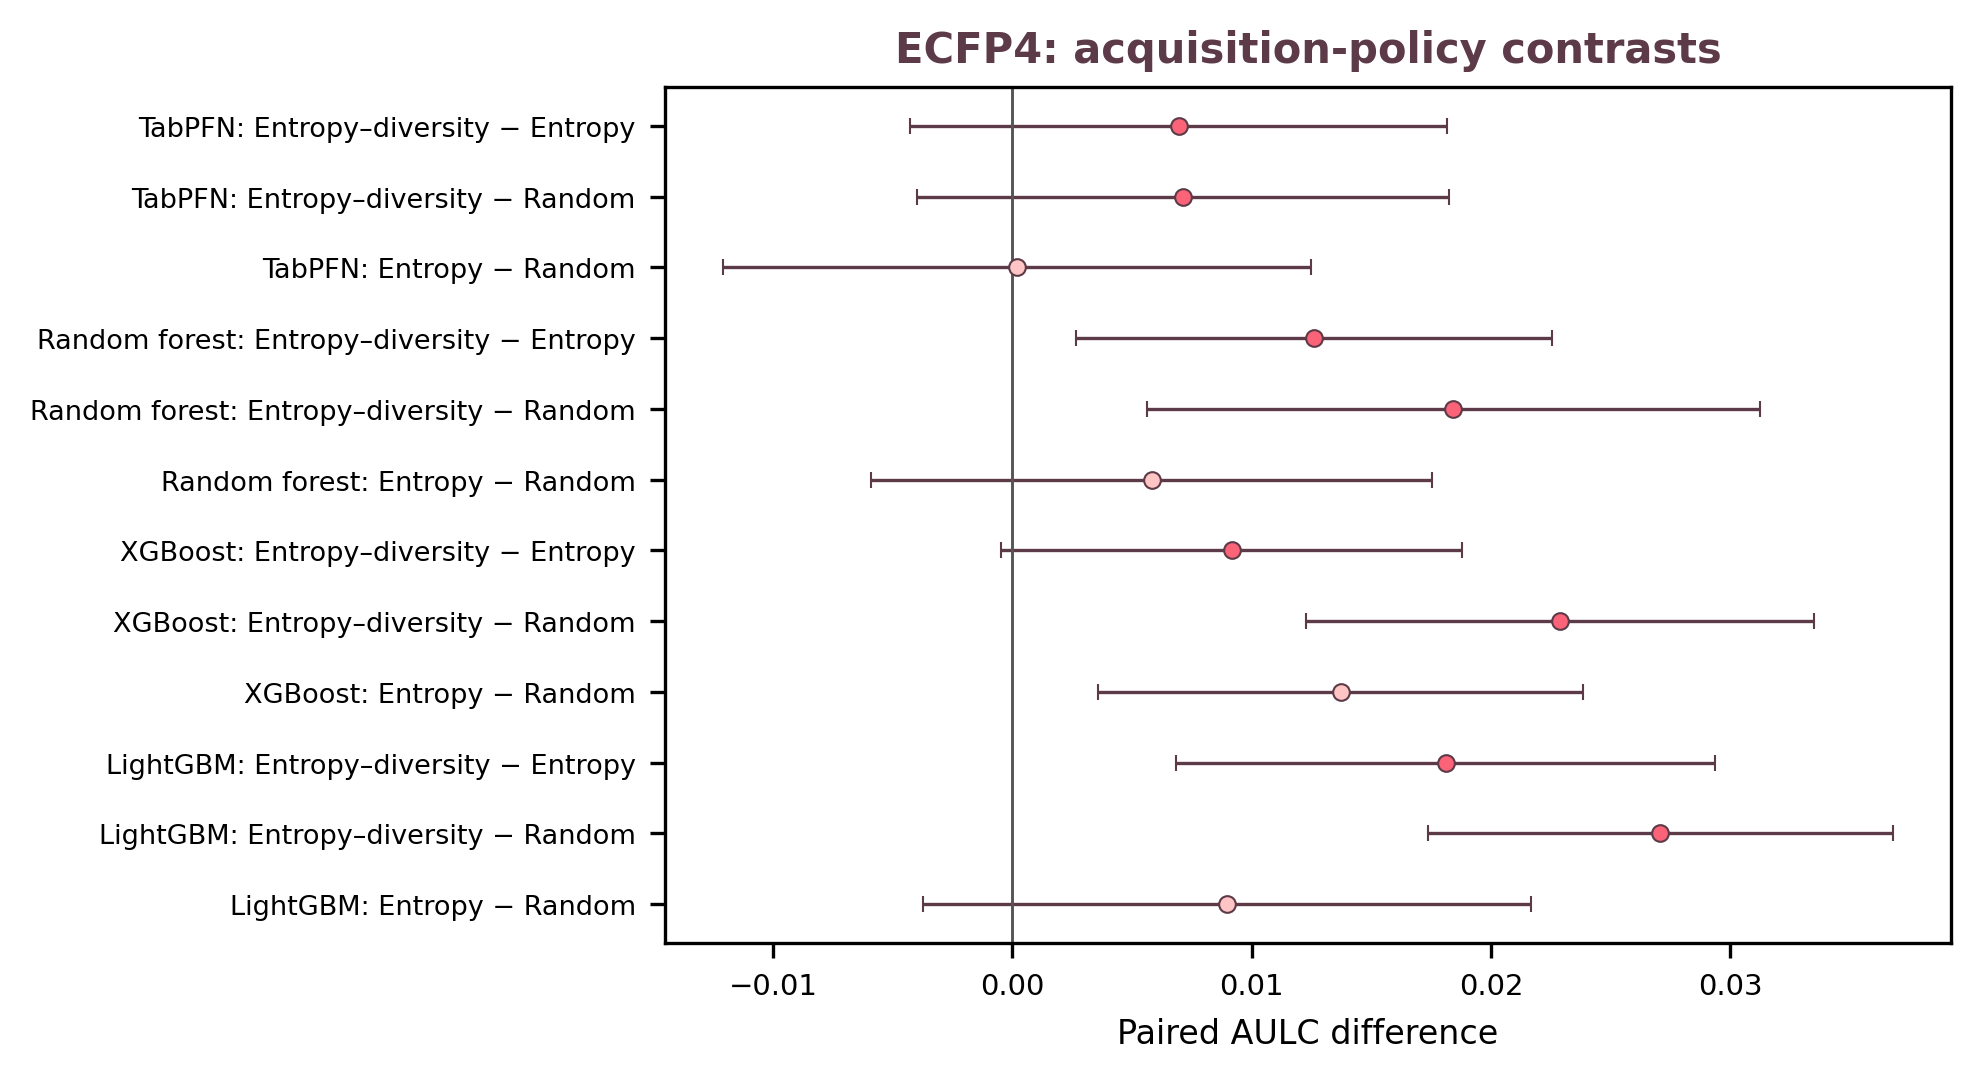 ECFP4: acquisition-policy contrasts
TabPFN: Entropy–diversity − Entropy
TabPFN: Entropy–diversity − Random
TabPFN: Entropy − Random
Random forest: Entropy–diversity − Entropy
Random forest: Entropy–diversity − Random
Random forest: Entropy − Random
XGBoost: Entropy–diversity − Entropy
XGBoost: Entropy–diversity − Random
XGBoost: Entropy − Random
LightGBM: Entropy–diversity − Entropy
LightGBM: Entropy–diversity − Random
LightGBM: Entropy − Random
−0.01 0.00 0.01 0.02 0.03
Paired AULC difference